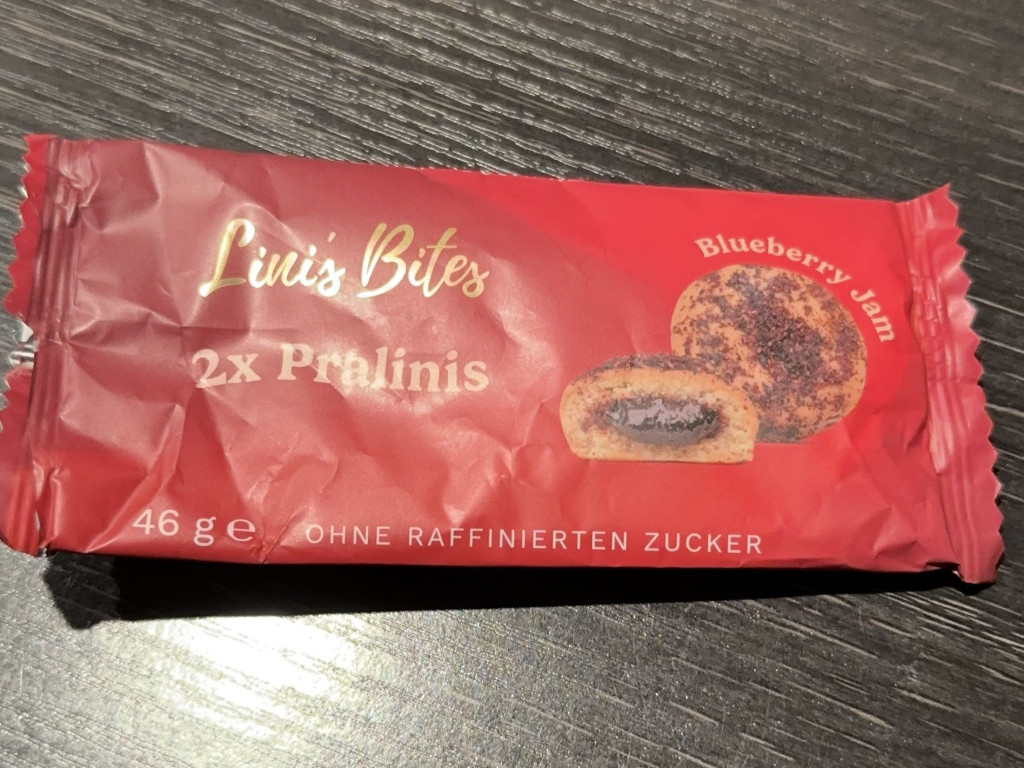 Lini's Bites
2x Pralinis
Blueberry Jam
46 g ℮
OHNE RAFFINIERTEN ZUCKER